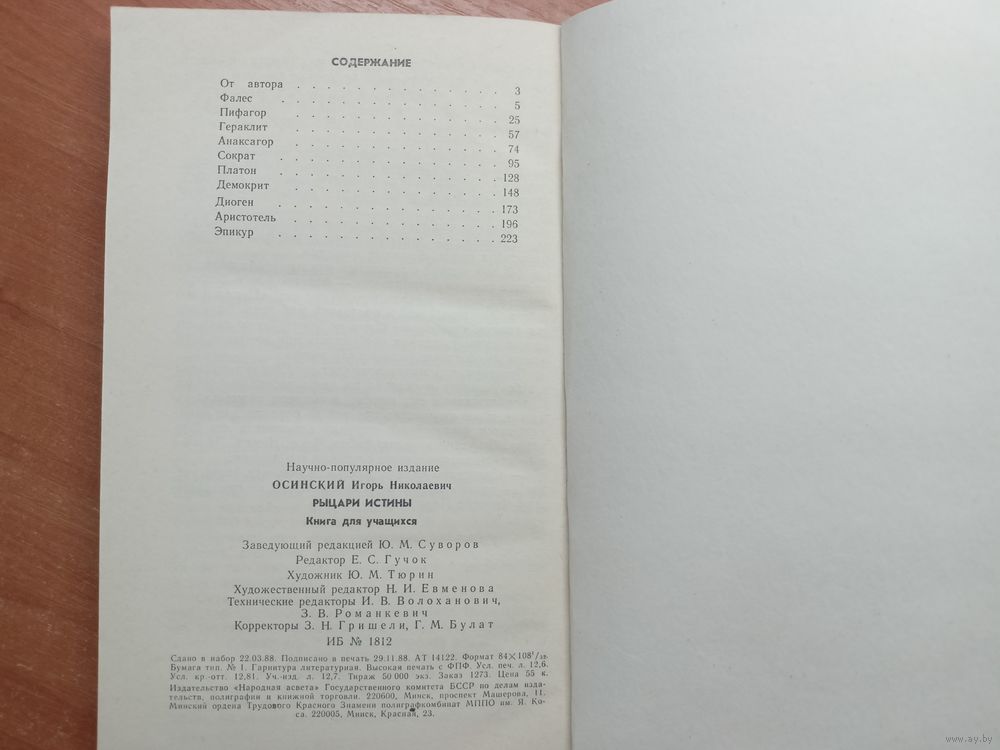 СОДЕРЖАНИЕ
От автора . . . . . . . . . . . . . . 3
Фалес . . . . . . . . . . . . . . . 5
Пифагор . . . . . . . . . . . . . . 25
Гераклит . . . . . . . . . . . . . . 57
Анаксагор . . . . . . . . . . . . . . 74
Сократ . . . . . . . . . . . . . . . 95
Платон . . . . . . . . . . . . . . . 128
Демокрит . . . . . . . . . . . . . . 148
Диоген . . . . . . . . . . . . . . . 173
Аристотель . . . . . . . . . . . . . . 196
Эпикур . . . . . . . . . . . . . . . 223
Научно-популярное издание
ОСИНСКИЙ Игорь Николаевич
РЫЦАРИ ИСТИНЫ
Книга для учащихся
Заведующий редакцией Ю. М. Суворов
Редактор Е. С. Гучок
Художник Ю. М. Тюрин
Художественный редактор Н. И. Евменова
Технические редакторы И. В. Волоханович,
З. В. Романкевич
Корректоры З. Н. Гришели, Г. М. Булат
ИБ № 1812
Сдано в набор 22.03.88. Подписано в печать 29.11.88. АТ 14122. Формат 84×108¹/₃₂.
Бумага тип. № 1. Гарнитура литературная. Высокая печать с ФПФ. Усл. печ. л. 12,6.
Усл. кр.-отт. 12,81. Уч.-изд. л. 12,7. Тираж 50 000 экз. Заказ 1273. Цена 55 к.
Издательство «Народная асвета» Государственного комитета БССР по делам изда-
тельств, полиграфии и книжной торговли. 220600, Минск, проспект Машерова, 11.
Минский ордена Трудового Красного Знамени полиграфкомбинат МППО им. Я. Ко-
са. 220005, Минск, Красная, 23.
www.ay.by